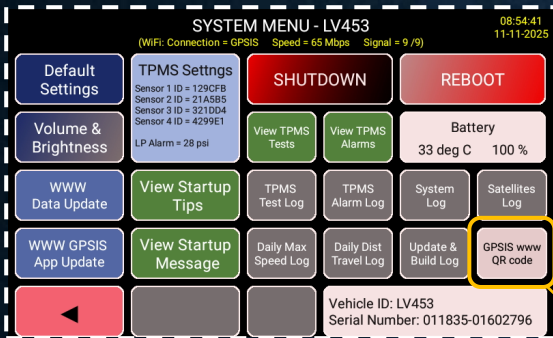 SYSTEM MENU - LV453
08:54:41
11-11-2025
(WiFi: Connection = GPSIS Speed = 65 Mbps Signal = 9 /9)
Default
Settings
TPMS Settngs
Sensor 1 ID = 129CFB
Sensor 2 ID = 21A5B5
Sensor 3 ID = 321DD4
Sensor 4 ID = 4299E1
LP Alarm = 28 psi
SHUTDOWN
REBOOT
Volume &
Brightness
View TPMS
Tests
View TPMS
Alarms
Battery
33 deg C 100 %
WWW
Data Update
View Startup
Tips
TPMS
Test Log
TPMS
Alarm Log
System
Log
Satellites
Log
WWW GPSIS
App Update
View Startup
Message
Daily Max
Speed Log
Daily Dist
Travel Log
Update &
Build Log
GPSIS www
QR code
Vehicle ID: LV453
Serial Number: 011835-01602796